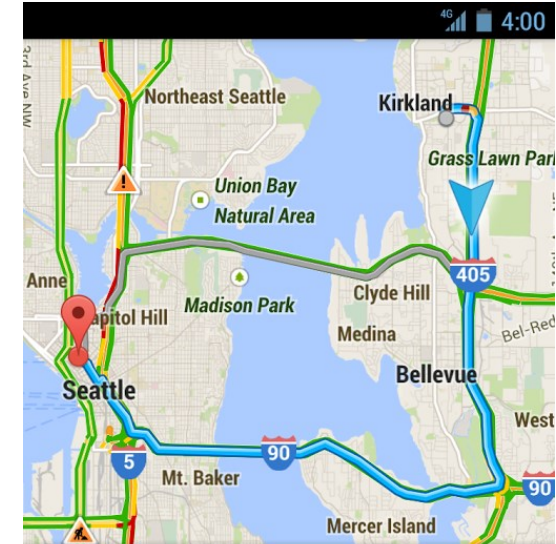 4G 4:00
3rd Ave NW
Northeast Seattle
Kirkland
Grass Lawn Park
Union Bay
Natural Area
Anne
405
Capitol Hill
Madison Park
Clyde Hill
Medina
Bel-Red
Bellevue
Seattle
West
5
90
90
Mt. Baker
Mercer Island